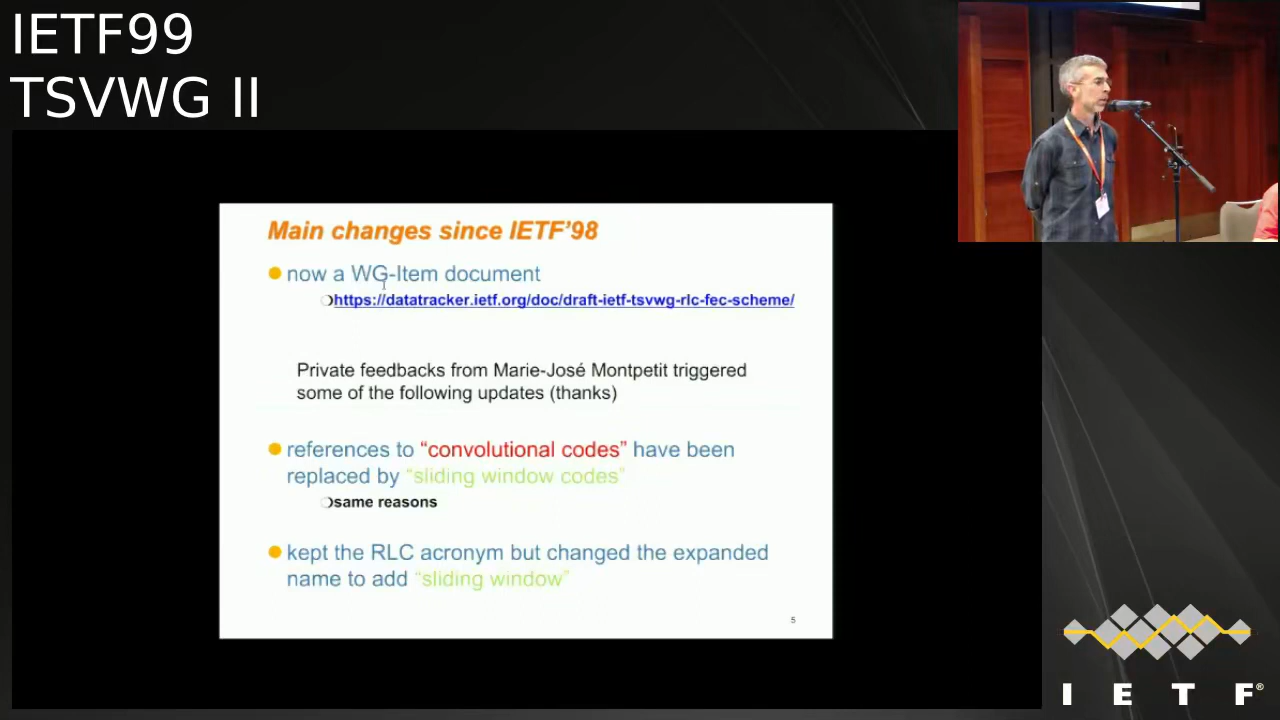 IETF99
TSVWG II
Main changes since IETF'98
now a WG-Item document
https://datatracker.ietf.org/doc/draft-ietf-tsvwg-rlc-fec-scheme/
Private feedbacks from Marie-José Montpetit triggered
some of the following updates (thanks)
references to “convolutional codes” have been
replaced by “sliding window codes”
same reasons
kept the RLC acronym but changed the expanded
name to add “sliding window”
5
I E T F®